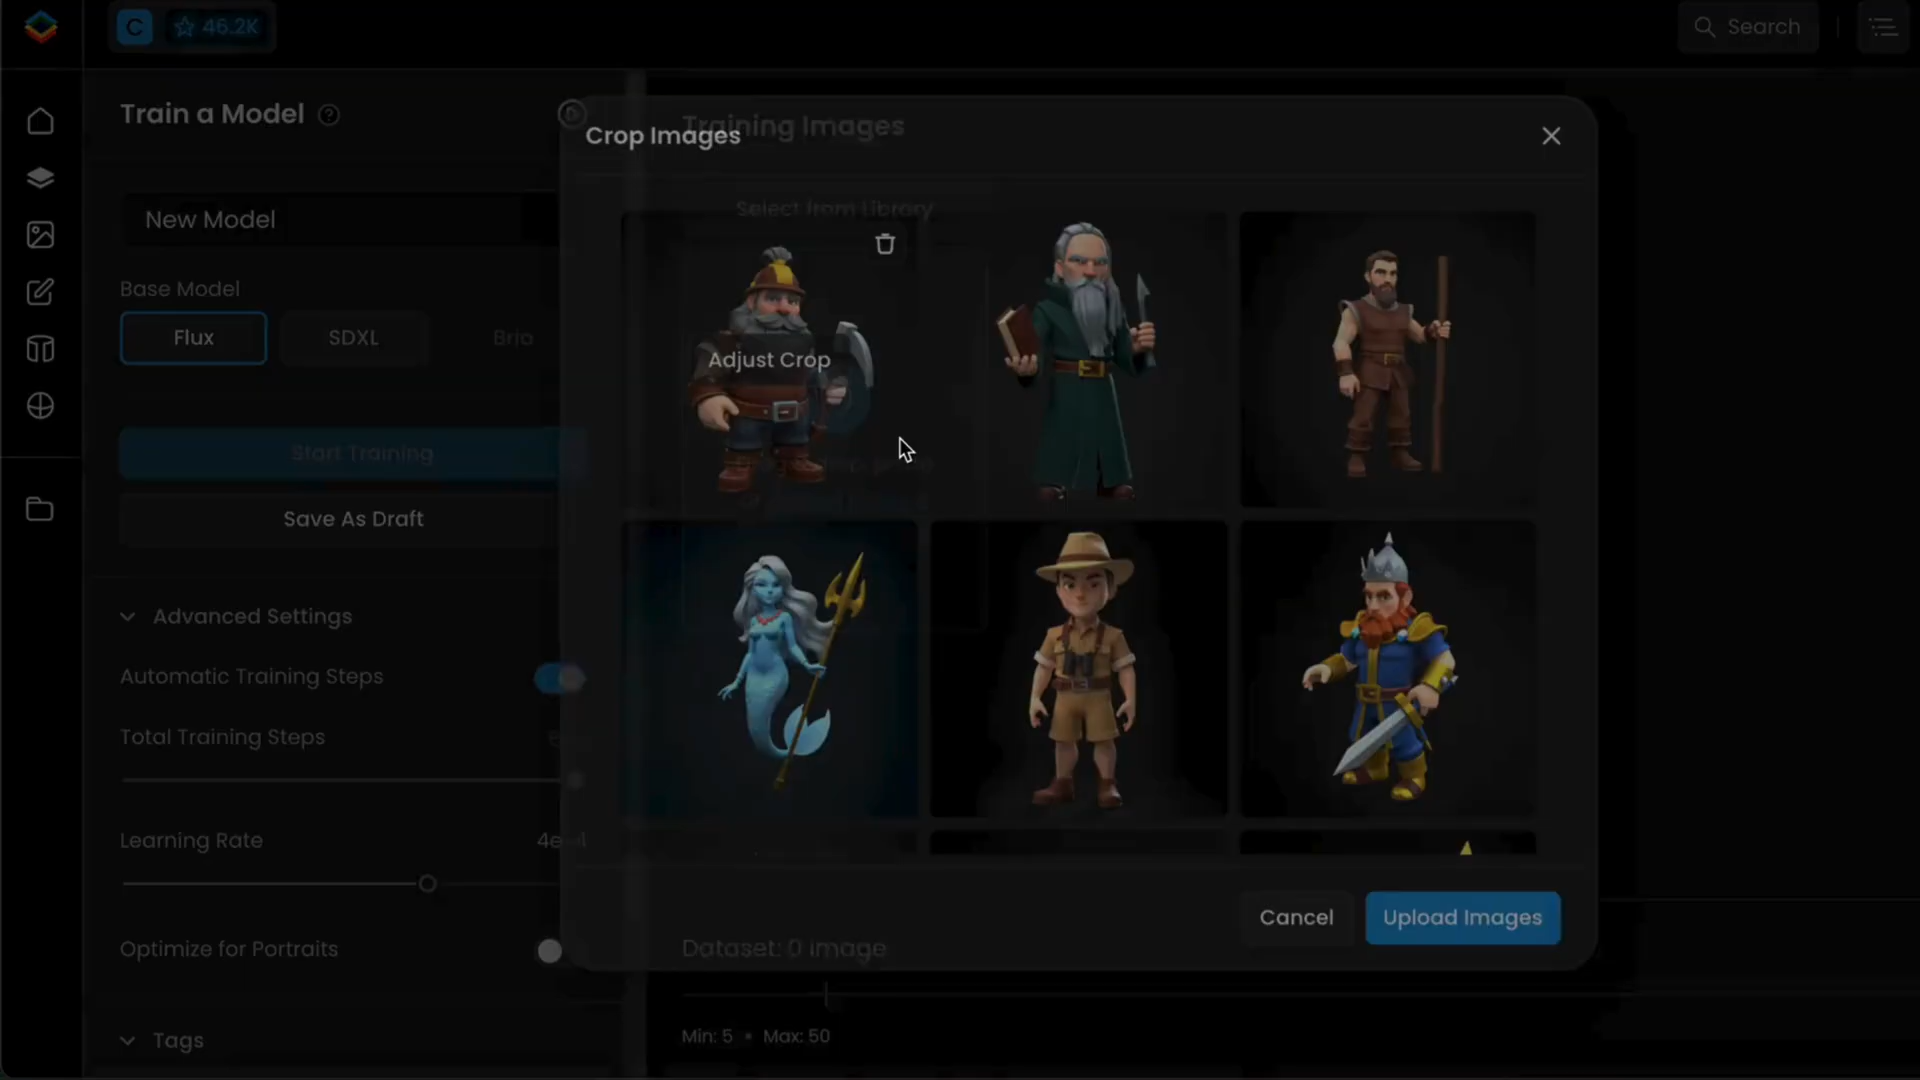 C
46.2K
Search
Train a Model
Training Images
Crop Images
New Model
Select from Library
Base Model
Flux
SDXL
Bria
Adjust Crop
Start Training
Save As Draft
Advanced Settings
Automatic Training Steps
Total Training Steps
Learning Rate
Cancel
Upload Images
Optimize for Portraits
Dataset: 0 image
Min: 5 • Max: 50
Tags